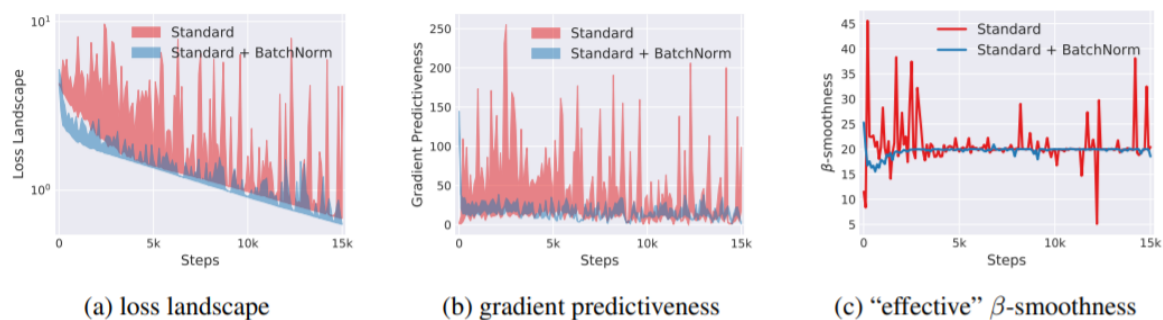 Standard
Standard + BatchNorm
Loss Landscape
10¹
10⁰
0
5k
10k
15k
Steps
(a) loss landscape
Standard
Standard + BatchNorm
Gradient Predictiveness
250
200
150
100
50
0
0
5k
10k
15k
Steps
(b) gradient predictiveness
Standard
Standard + BatchNorm
β-smoothness
45
40
35
30
25
20
15
10
5
0
5k
10k
15k
Steps
(c) “effective” β-smoothness